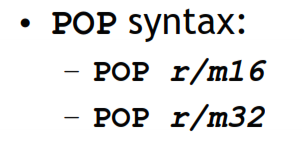 • POP syntax:
– POP r/m16
– POP r/m32